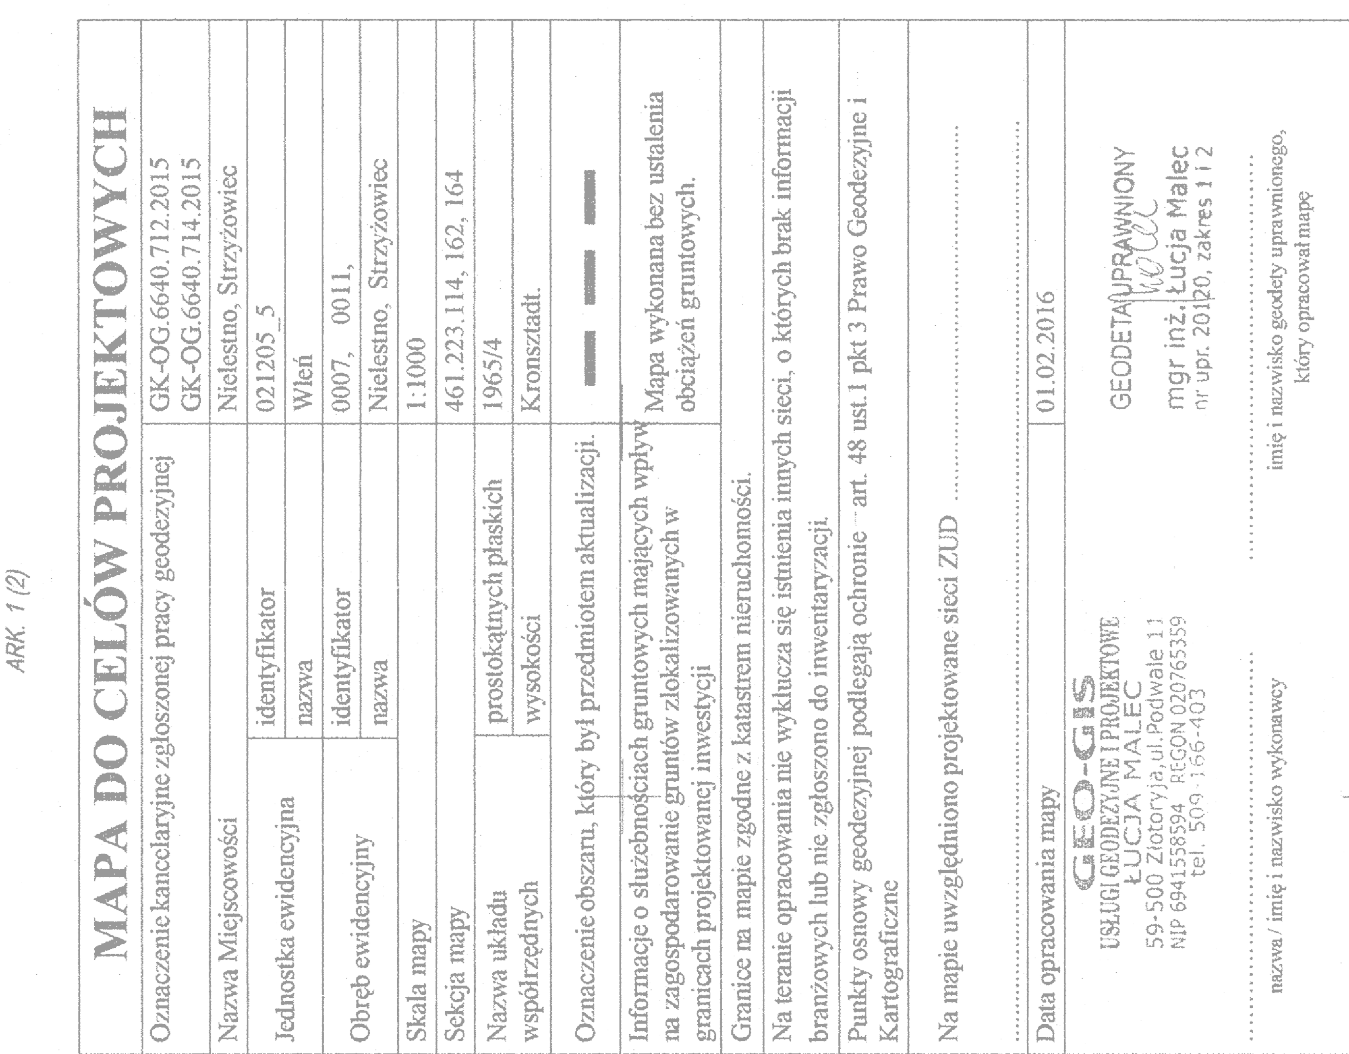 ARK. 1 (2)
MAPA DO CELÓW PROJEKTOWYCH
Oznaczenie kancelaryjne zgłoszonej pracy geodezyjnej
GK-OG.6640.712.2015
GK-OG.6640.714.2015
Nazwa Miejscowości
Nielestno, Strzyżowiec
Jednostka ewidencyjna
identyfikator
021205_5
nazwa
Wleń
Obręb ewidencyjny
identyfikator
0007, 0011,
nazwa
Nielestno, Strzyżowiec
Skala mapy
1:1000
Sekcja mapy
461.223.114, 162, 164
Nazwa układu
współrzędnych
prostokątnych płaskich
1965/4
wysokości
Kronsztadt.
Oznaczenie obszaru, który był przedmiotem aktualizacji.
Informacje o służebnościach gruntowych mających wpływ
na zagospodarowanie gruntów zlokalizowanych w
granicach projektowanej inwestycji
Mapa wykonana bez ustalenia
obciążeń gruntowych.
Granice na mapie zgodne z katastrem nieruchomości.
Na teranie opracowania nie wyklucza się istnienia innych sieci, o których brak informacji
branżowych lub nie zgłoszono do inwentaryzacji.
Punkty osnowy geodezyjnej podlegają ochronie – art. 48 ust.1 pkt 3 Prawo Geodezyjne i
Kartograficzne
Na mapie uwzględniono projektowane sieci ZUD
Data opracowania mapy
01.02.2016
GEO-GIS
USŁUGI GEODEZYJNE I PROJEKTOWE
ŁUCJA MALEC
59-500 Złotoryja, ul. Podwale 11
NIP 6941558594 REGON 020765359
tel. 509-166-403
nazwa / imię i nazwisko wykonawcy
GEODETA UPRAWNIONY
mgr inż. Łucja Malec
nr upr. 20120, zakres 1 i 2
imię i nazwisko geodety uprawnionego,
który opracował mapę